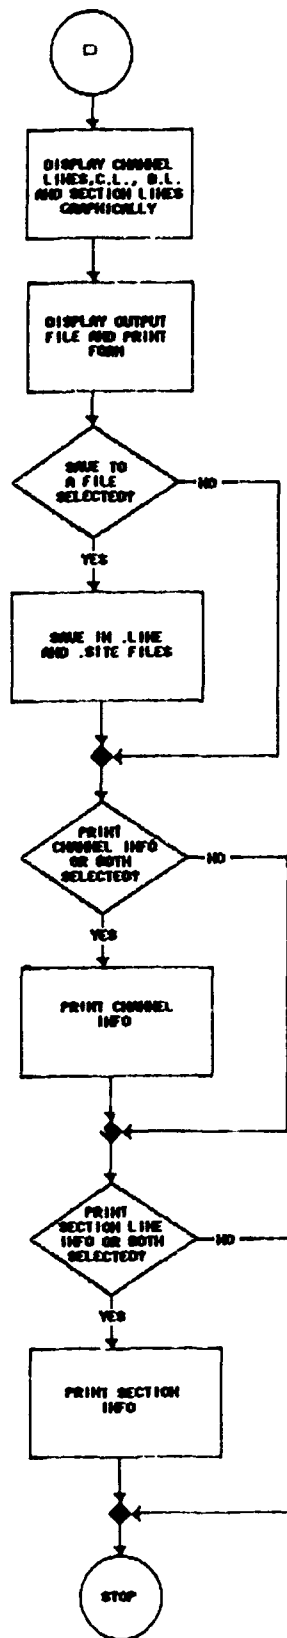 D
DISPLAY CHANNEL
LINES,C.L., B.L.
AND SECTION LINES
GRAPHICALLY
DISPLAY OUTPUT
FILE AND PRINT
FORM
SAVE TO
A FILE
SELECTED?
NO
YES
SAVE IN .LINE
AND .SITE FILES
PRINT
CHANNEL INFO
OR BOTH
SELECTED?
NO
YES
PRINT CHANNEL
INFO
PRINT
SECTION LINE
INFO OR BOTH
SELECTED?
NO
YES
PRINT SECTION
INFO
STOP